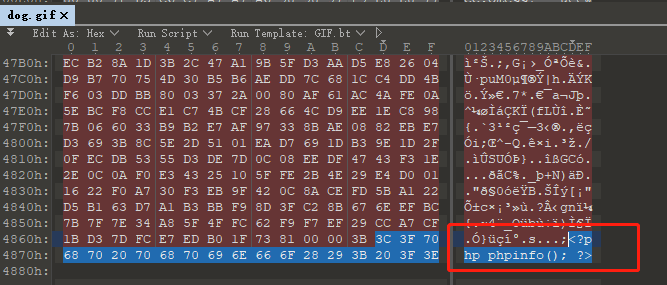 dog.gif ×
Edit As: Hex Run Script Run Template: GIF.bt
0 1 2 3 4 5 6 7 8 9 A B C D E F 0123456789ABCDEF
47B0h: EC B2 8A 1D 3B 2C 47 A1 9B 5F D3 AA D5 E8 26 04 ì²Š.;,G¡›_ÓªÕè&.
47C0h: D9 B7 70 75 4D 30 B5 B6 AE DD 7C 68 1C C4 DD 4B Ù·puM0µ¶®Ý|h.ÄÝK
47D0h: F6 03 DD BB 80 03 37 2A 00 80 AF 61 AC 4A FE 0A ö.Ý»€.7*.€¯a¬Jþ.
47E0h: 5E BC F8 CC E1 C7 4B CF 28 66 4C D9 EE 1E C8 98 ^¼øÌáÇKÏ(fLÙî.È˜
47F0h: 7B 06 60 33 B9 B2 E7 AF 97 33 8B AE 08 82 EB E7 {.`3¹²ç¯—3‹®.‚ëç
4800h: D3 69 3B 8C 5E 2D 51 01 EA D7 69 1D B3 9E 1D 2F Ói;Œ^-Q.ê×i.³ž./
4810h: 0F EC DB 53 55 D3 DE 7D 0C 08 EE DF 47 43 F3 1E .ìÛSUÓÞ}..îßGCó.
4820h: 2E 0C 0A F0 E3 43 25 10 5F FE 2B 4E 29 E4 D0 01 ...ðãC%._þ+N)äÐ.
4830h: 16 22 F0 A7 30 F3 EB 9F 42 0C 8A CE FD 5B A1 22 ."ð§0óëŸB.ŠÎý[¡"
4840h: D5 B1 63 D7 A1 B3 BB F9 8D 3F C2 8B 67 6E EF BC Õ±c×¡³»ù.?Â‹gnï¼
4850h: 7B 7F 7E 34 A8 5F 4F FC 62 F9 F7 EF 29 CC A7 CF {.~4¨_Oübù÷ï)Ì§Ï
4860h: 1B D3 7D FC E7 ED B0 1F 73 81 00 00 3B 3C 3F 70 .Ó}üçí°.s...;<?p
4870h: 68 70 20 70 68 70 69 6E 66 6F 28 29 3B 20 3F 3E hp phpinfo(); ?>
4880h: